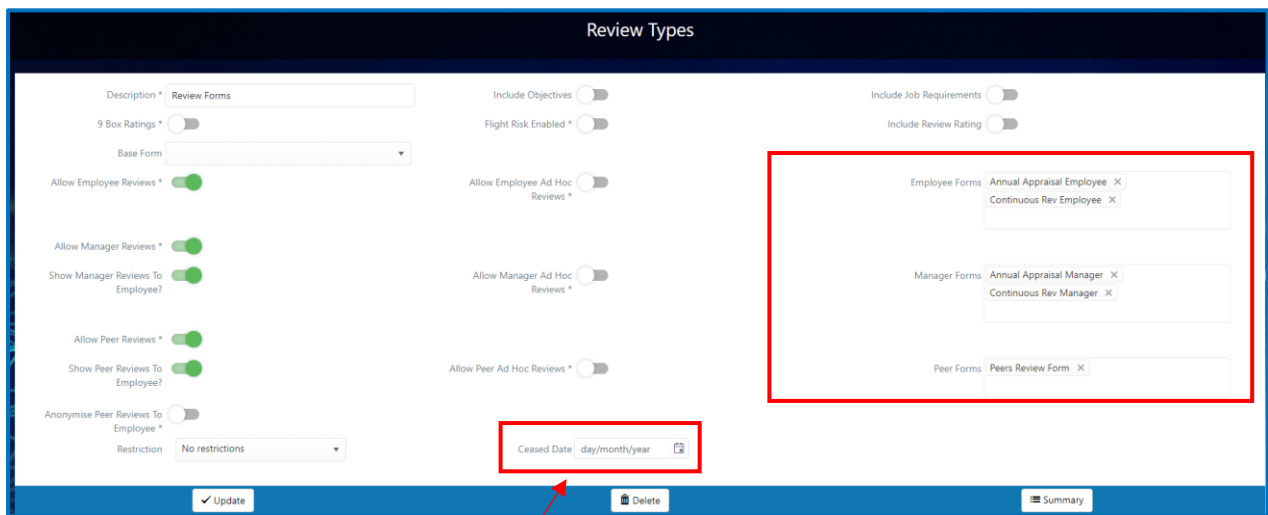 Review Types
Description * Review Forms Include Objectives Include Job Requirements
9 Box Ratings * Flight Risk Enabled * Include Review Rating
Base Form
Allow Employee Reviews * Allow Employee Ad Hoc Employee Forms Annual Appraisal Employee ×
Reviews * Continuous Rev Employee ×
Allow Manager Reviews *
Show Manager Reviews To Allow Manager Ad Hoc Manager Forms Annual Appraisal Manager ×
Employee? Reviews * Continuous Rev Manager ×
Allow Peer Reviews *
Show Peer Reviews To Allow Peer Ad Hoc Reviews * Peer Forms Peers Review Form ×
Employee?
Anonymise Peer Reviews To
Employee *
Restriction No restrictions Ceased Date day/month/year
Update Delete Summary